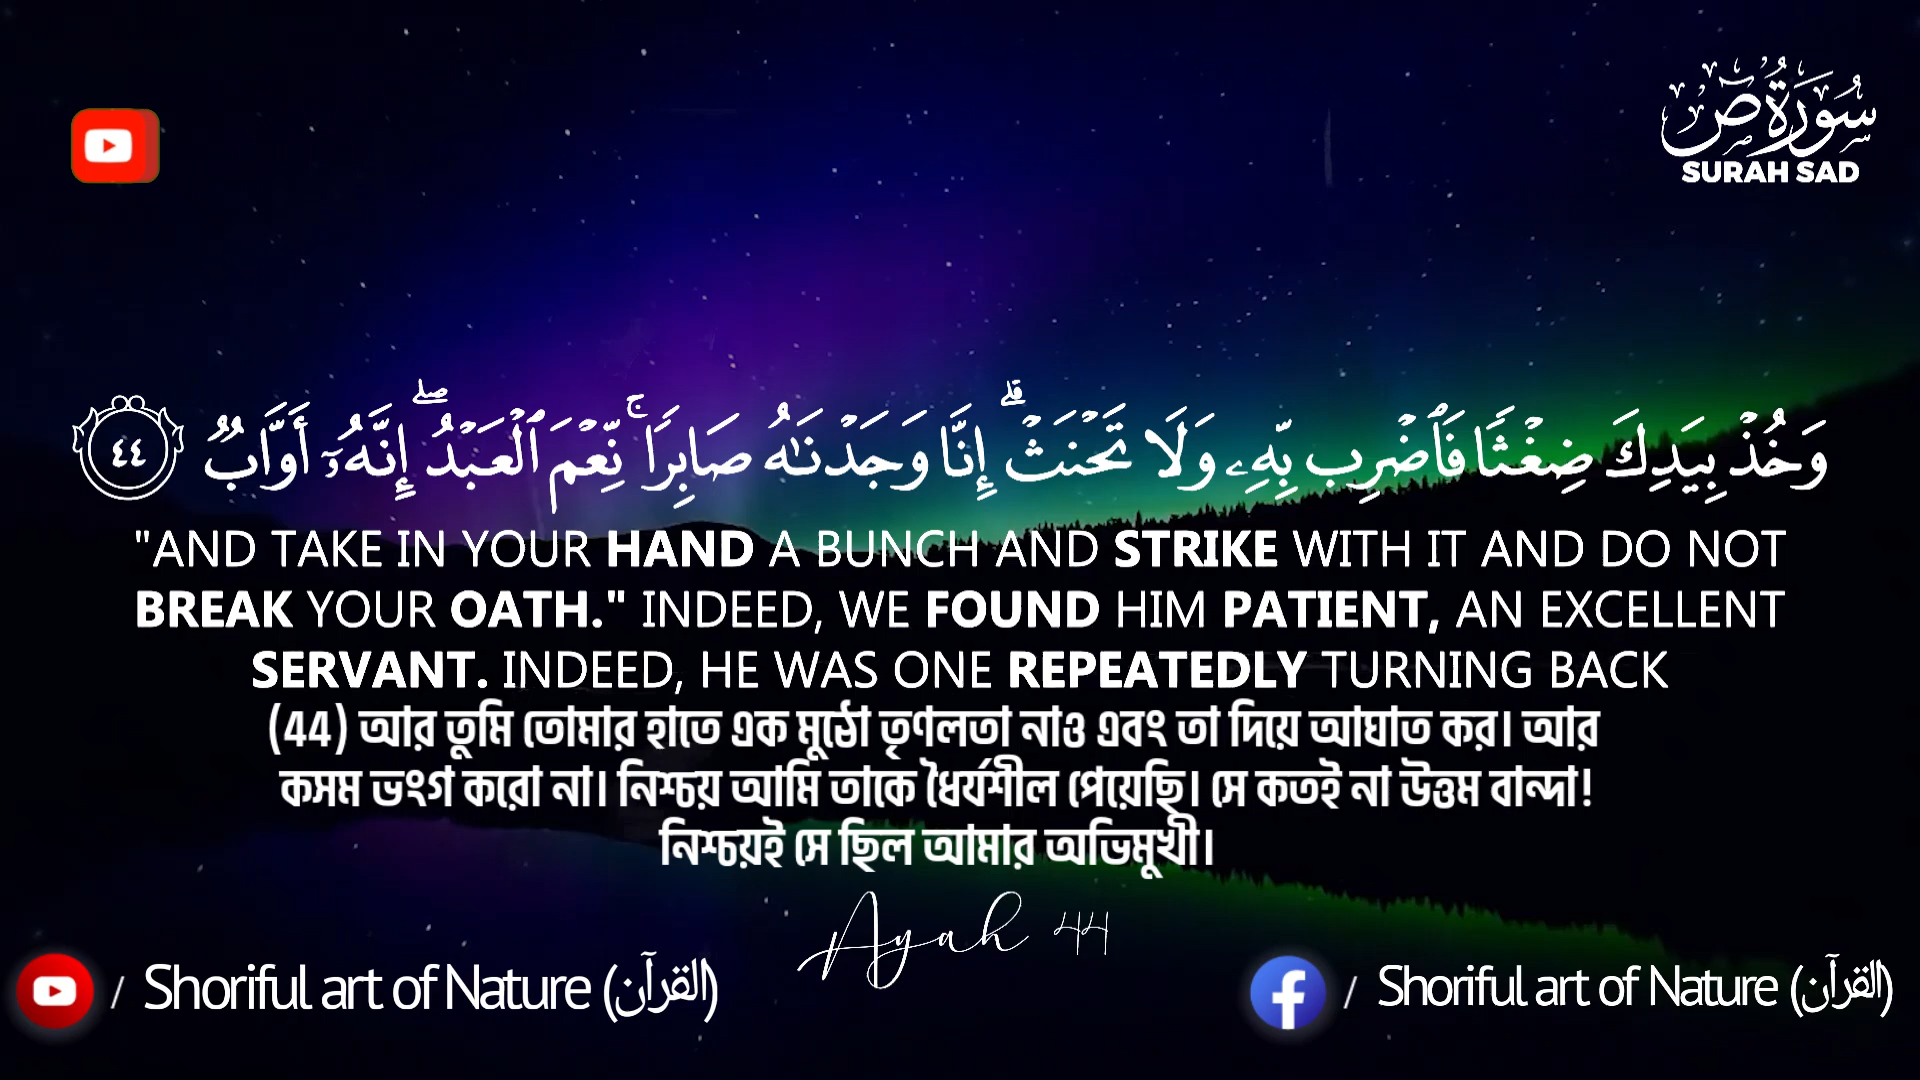 سُورَةُ ص
SURAH SAD
وَخُذْ بِيَدِكَ ضِغْثًا فَٱضْرِب بِّهِۦ وَلَا تَحْنَثْ ۗ إِنَّا وَجَدْنَـٰهُ صَابِرًا ۚ نِّعْمَ ٱلْعَبْدُ ۖ إِنَّهُۥٓ أَوَّابٌ ٤٤
"AND TAKE IN YOUR HAND A BUNCH AND STRIKE WITH IT AND DO NOT
BREAK YOUR OATH." INDEED, WE FOUND HIM PATIENT, AN EXCELLENT
SERVANT. INDEED, HE WAS ONE REPEATEDLY TURNING BACK
(44) আর তুমি তোমার হাতে এক মুঠো তৃণলতা নাও এবং তা দিয়ে আঘাত কর। আর
কসম ভংগ করো না। নিশ্চয় আমি তাকে ধৈর্যশীল পেয়েছি। সে কতই না উত্তম বান্দা!
নিশ্চয়ই সে ছিল আমার অভিমূখী।
Ayah 44
/ Shoriful art of Nature (القرآن)
/ Shoriful art of Nature (القرآن)